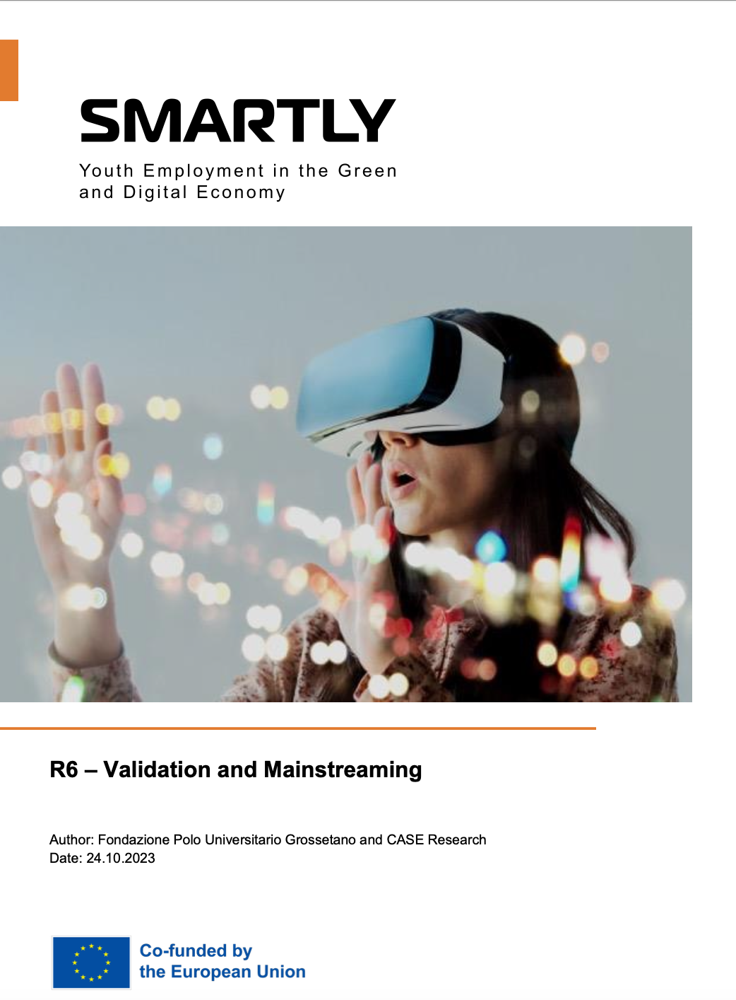 SMARTLY
Youth Employment in the Green
and Digital Economy
R6 – Validation and Mainstreaming
Author: Fondazione Polo Universitario Grossetano and CASE Research
Date: 24.10.2023
Co-funded by
the European Union